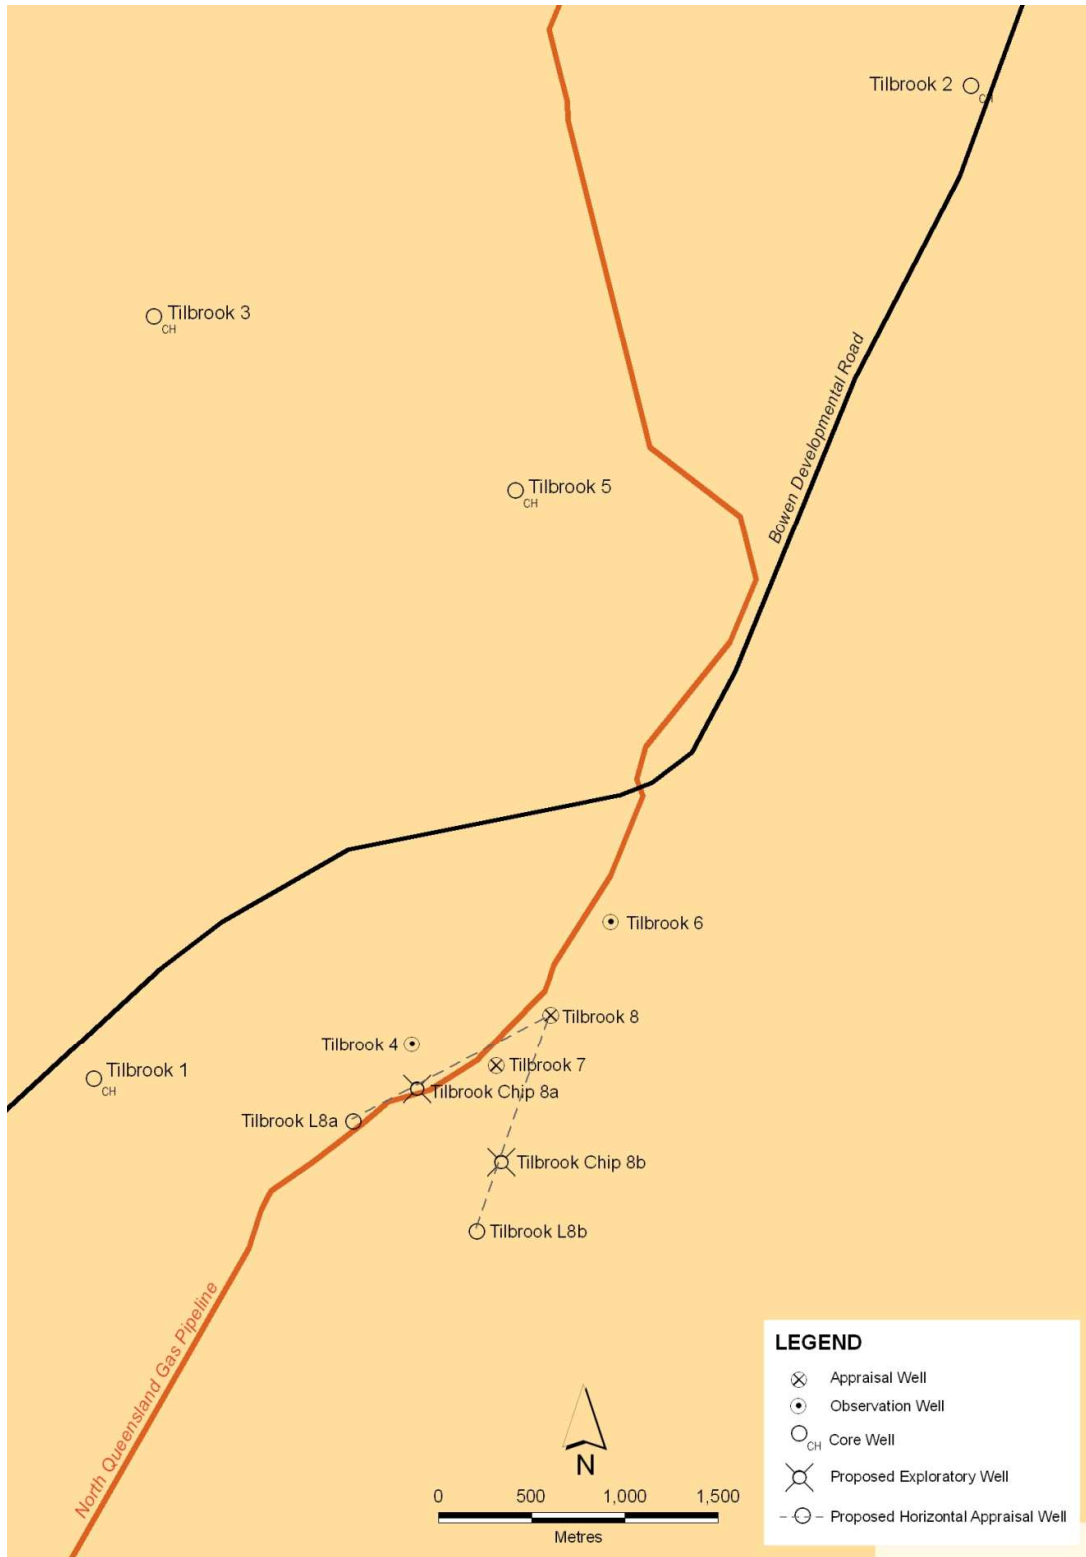 Tilbrook 2
CH
Tilbrook 3
CH
Bowen Developmental Road
Tilbrook 5
CH
Tilbrook 6
Tilbrook 8
Tilbrook 4
Tilbrook 7
Tilbrook 1
CH
Tilbrook Chip 8a
Tilbrook L8a
Tilbrook Chip 8b
Tilbrook L8b
North Queensland Gas Pipeline
LEGEND
Appraisal Well
Observation Well
CH Core Well
Proposed Exploratory Well
Proposed Horizontal Appraisal Well
N
0 500 1,000 1,500
Metres